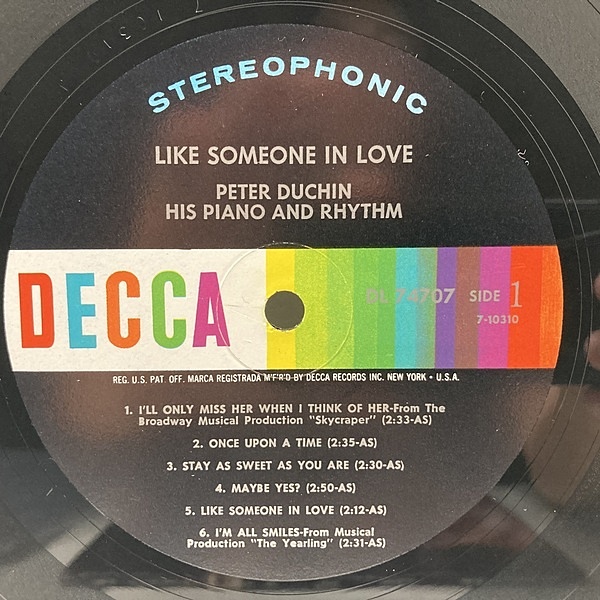 STEREOPHONIC
LIKE SOMEONE IN LOVE
PETER DUCHIN
HIS PIANO AND RHYTHM
DECCA
DL 74707 SIDE 1
7-10310
REG. U.S. PAT. OFF. MARCA REGISTRADA M'F'R'D BY DECCA RECORDS INC. NEW YORK • U.S.A.
1. I'LL ONLY MISS HER WHEN I THINK OF HER-From The
Broadway Musical Production "Skycraper" (2:33-AS)
2. ONCE UPON A TIME (2:35-AS)
3. STAY AS SWEET AS YOU ARE (2:30-AS)
4. MAYBE YES? (2:50-AS)
5. LIKE SOMEONE IN LOVE (2:12-AS)
6. I'M ALL SMILES-From Musical
Production "The Yearling" (2:31-AS)